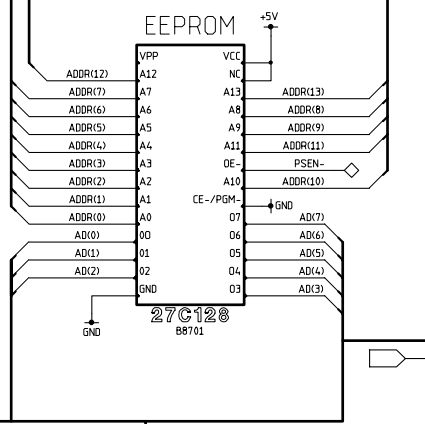 EEPROM
+5V
VPP VCC
ADDR(12) A12 NC
ADDR(7) A7 A13 ADDR(13)
ADDR(6) A6 A8 ADDR(8)
ADDR(5) A5 A9 ADDR(9)
ADDR(4) A4 A11 ADDR(11)
ADDR(3) A3 OE- PSEN-
ADDR(2) A2 A10 ADDR(10)
ADDR(1) A1 CE-/PGM- GND
ADDR(0) A0 O7 AD(7)
AD(0) O0 O6 AD(6)
AD(1) O1 O5 AD(5)
AD(2) O2 O4 AD(4)
GND O3 AD(3)
27C128
GND B8701